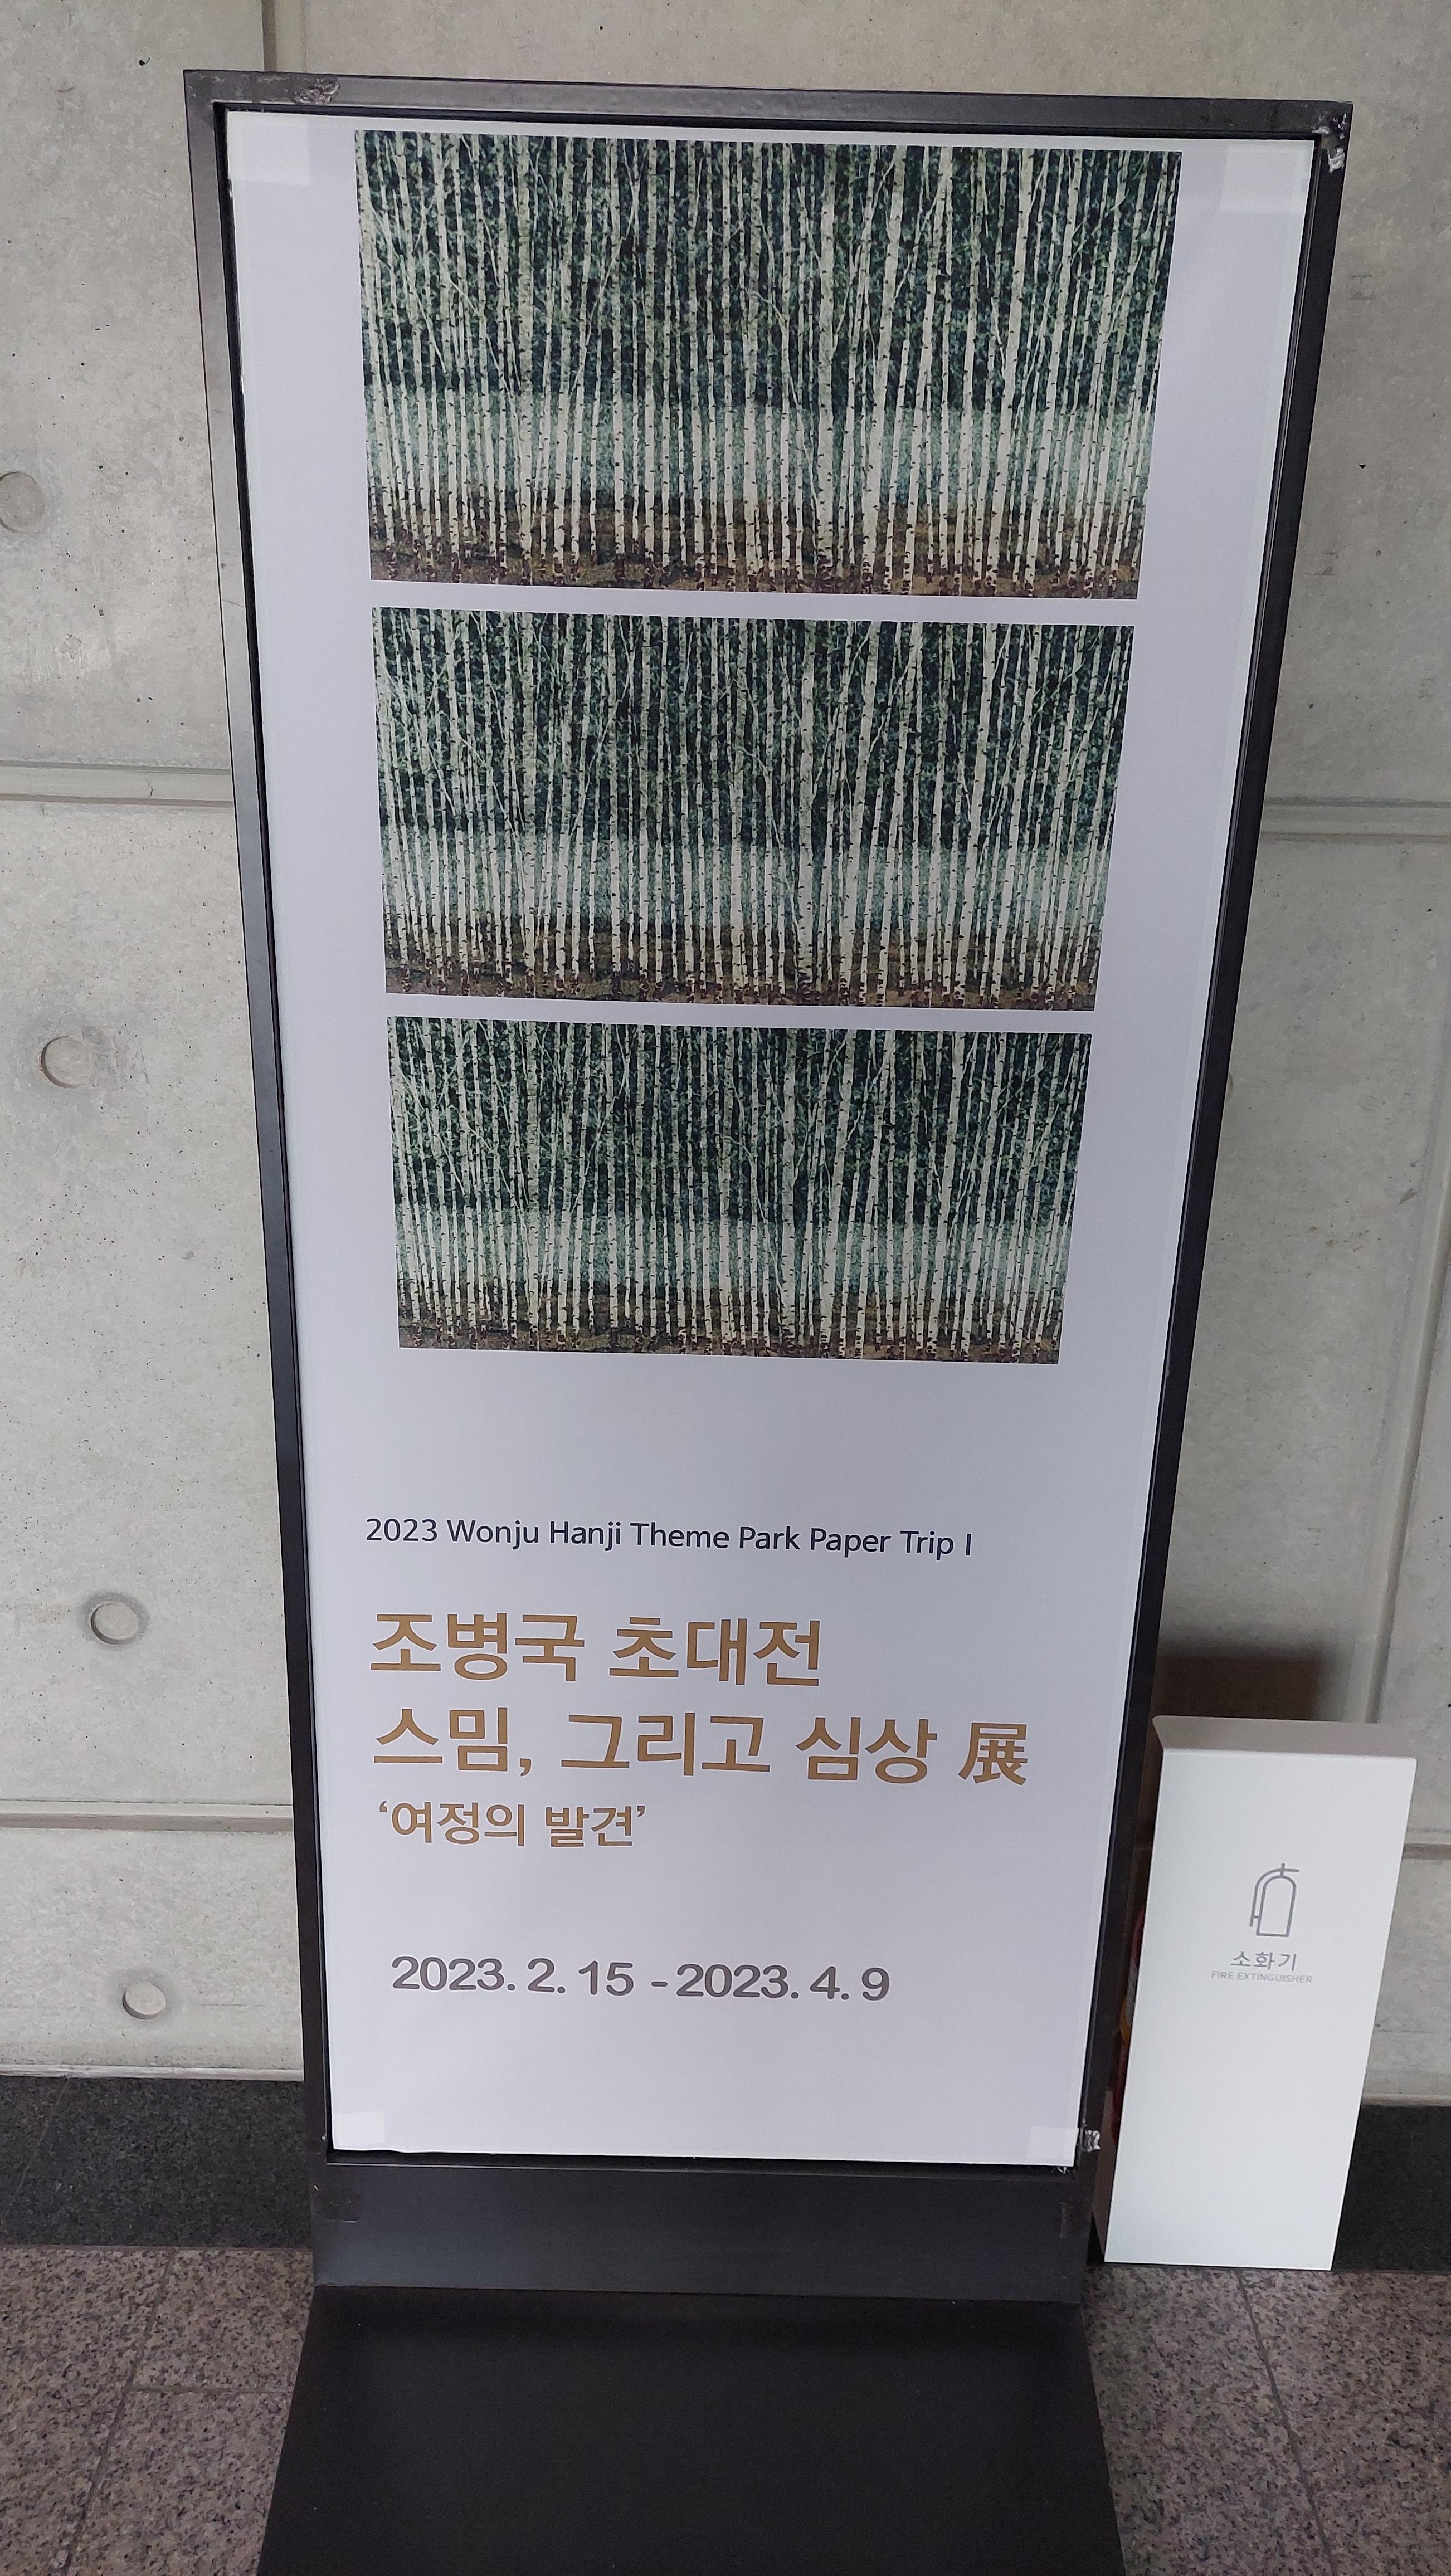 2023 Wonju Hanji Theme Park Paper Trip I
조병국 초대전
스밈, 그리고 심상 展
‘여정의 발견’
2023. 2. 15 - 2023. 4. 9
소화기
FIRE EXTINGUISHER